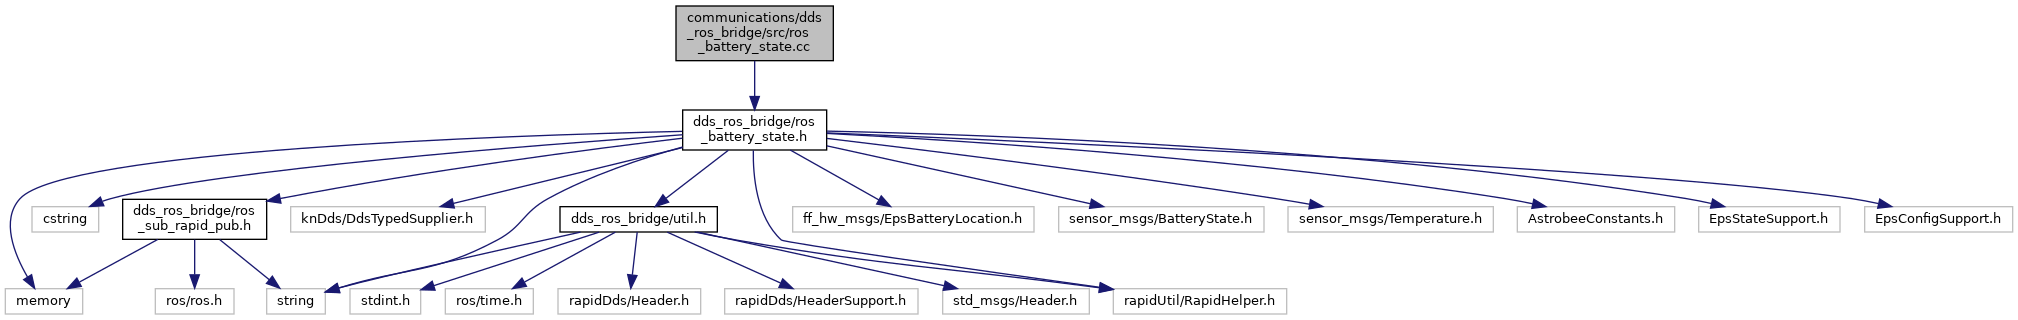 communications/dds
_ros_bridge/src/ros
_battery_state.cc
dds_ros_bridge/ros
_battery_state.h
cstring
dds_ros_bridge/ros
_sub_rapid_pub.h
knDds/DdsTypedSupplier.h
dds_ros_bridge/util.h
ff_hw_msgs/EpsBatteryLocation.h
sensor_msgs/BatteryState.h
sensor_msgs/Temperature.h
AstrobeeConstants.h
EpsStateSupport.h
EpsConfigSupport.h
memory
ros/ros.h
string
stdint.h
ros/time.h
rapidDds/Header.h
rapidDds/HeaderSupport.h
std_msgs/Header.h
rapidUtil/RapidHelper.h